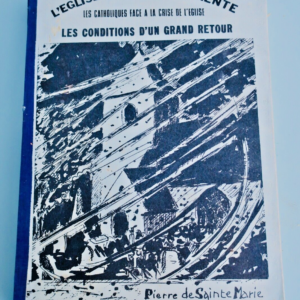 L'EGLISE
LES CATHOLIQUES FACE A LA CRISE DE L'EGLISE
LES CONDITIONS D'UN GRAND RETOUR
Pierre de Sainte Marie